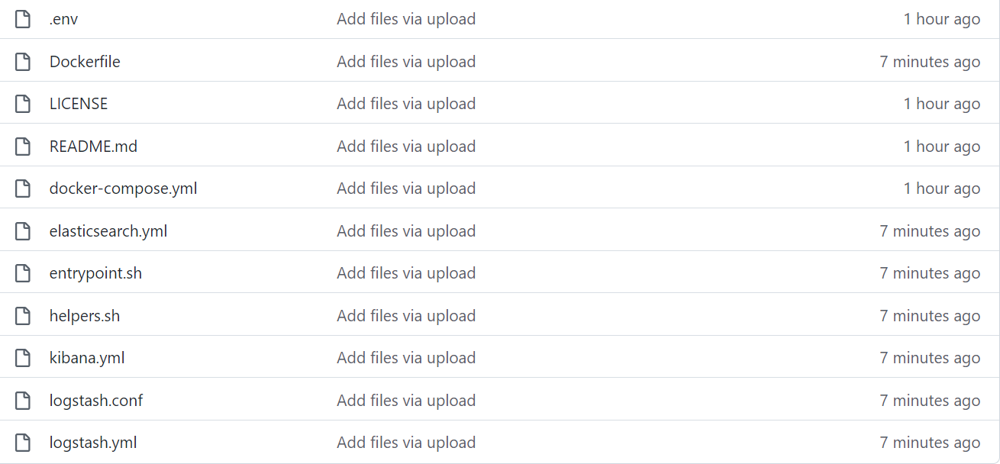 .env Add files via upload 1 hour ago
Dockerfile Add files via upload 7 minutes ago
LICENSE Add files via upload 1 hour ago
README.md Add files via upload 1 hour ago
docker-compose.yml Add files via upload 1 hour ago
elasticsearch.yml Add files via upload 7 minutes ago
entrypoint.sh Add files via upload 7 minutes ago
helpers.sh Add files via upload 7 minutes ago
kibana.yml Add files via upload 7 minutes ago
logstash.conf Add files via upload 7 minutes ago
logstash.yml Add files via upload 7 minutes ago